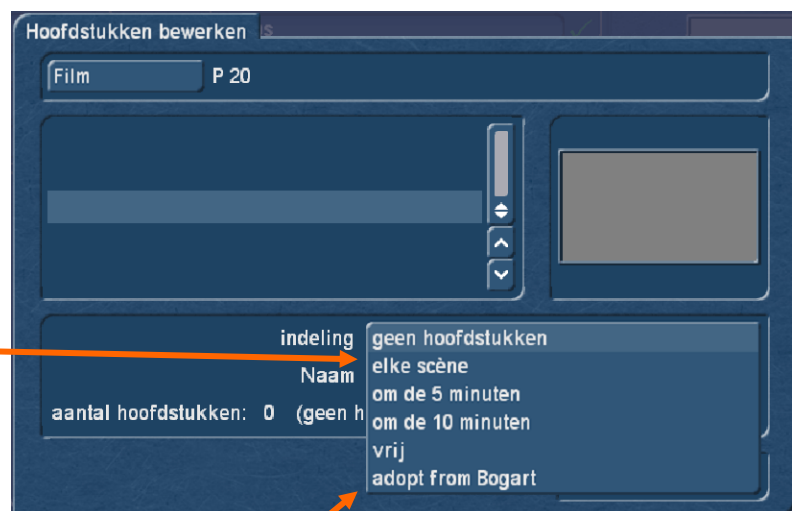 Hoofdstukken bewerken
Film P 20
indeling geen hoofdstukken
elke scène
Naam
om de 5 minuten
aantal hoofdstukken: 0 (geen h
om de 10 minuten
vrij
adopt from Bogart